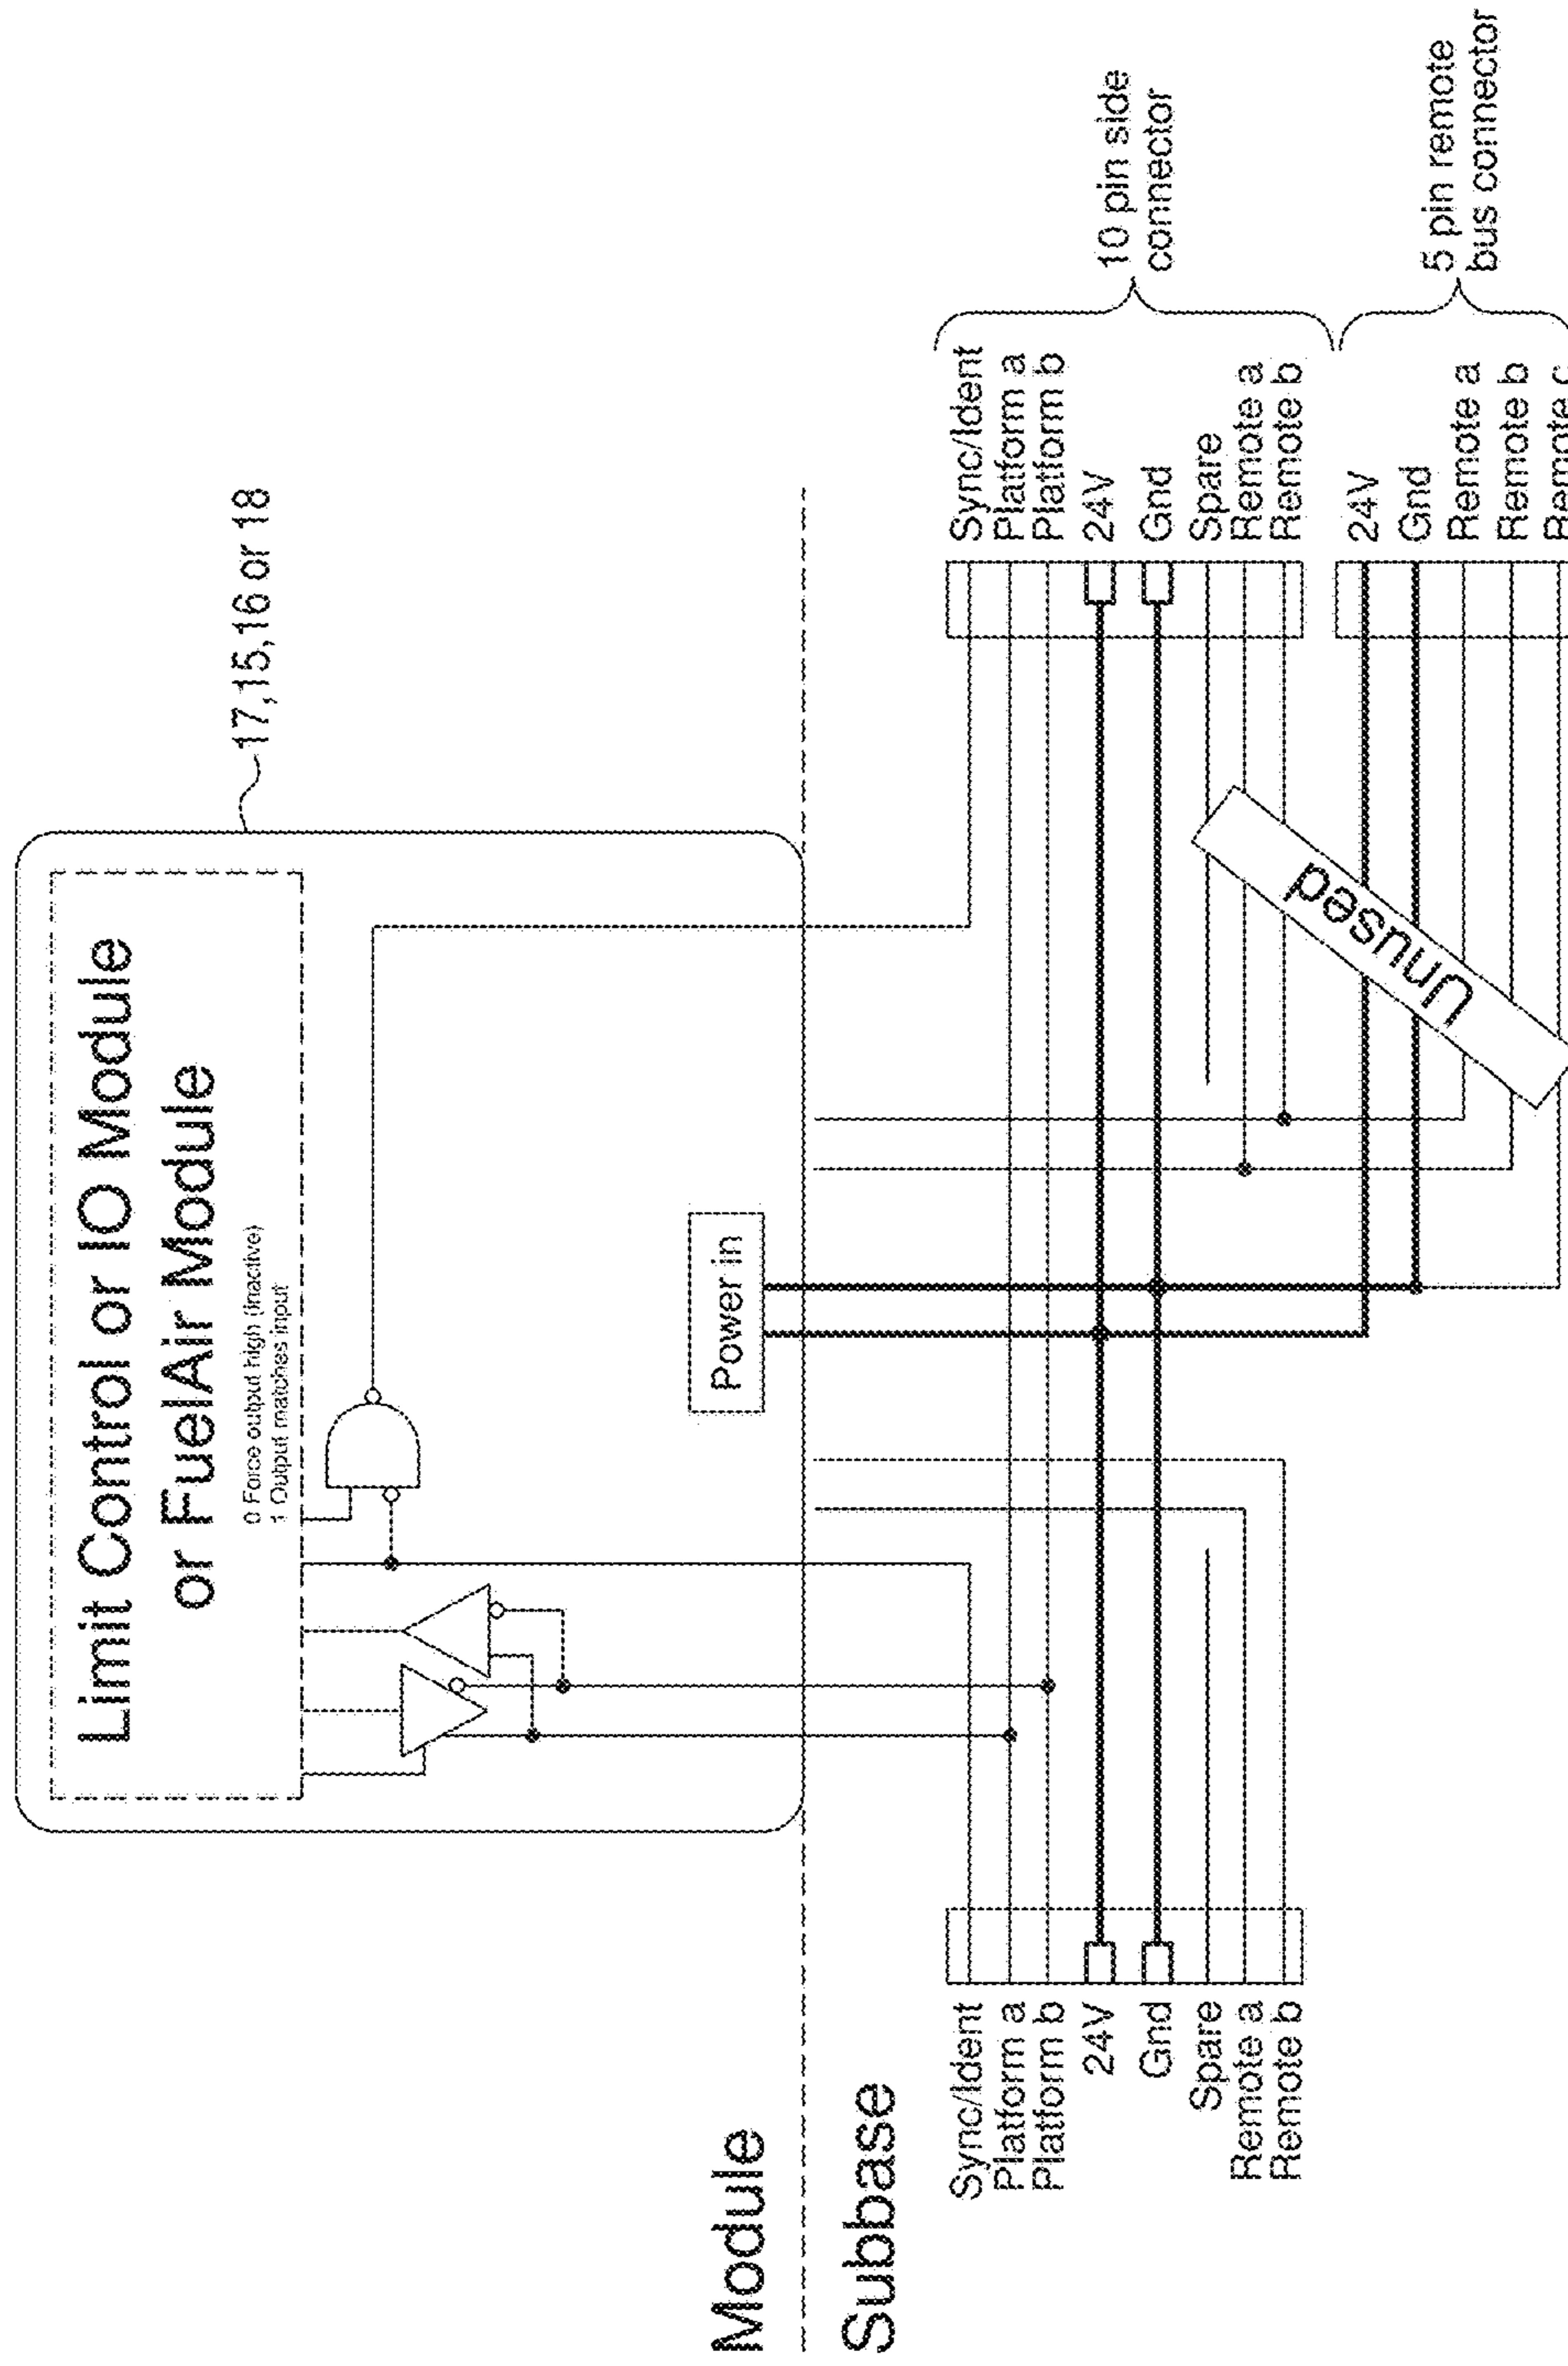 Limit Control or IO Module
or FuelAir Module
0 Force output high (inactive)
1 Output matches input
17,15,16 or 18
Power in
Module
Subbase
Sync/Ident
Platform a
Platform b
24V
Gnd
Spare
Remote a
Remote b
Sync/Ident
Platform a
Platform b
24V
Gnd
Spare
Remote a
Remote b
10 pin side
connector
24V
Gnd
Remote a
Remote b
Remote c
5 pin remote
bus connector
Unused